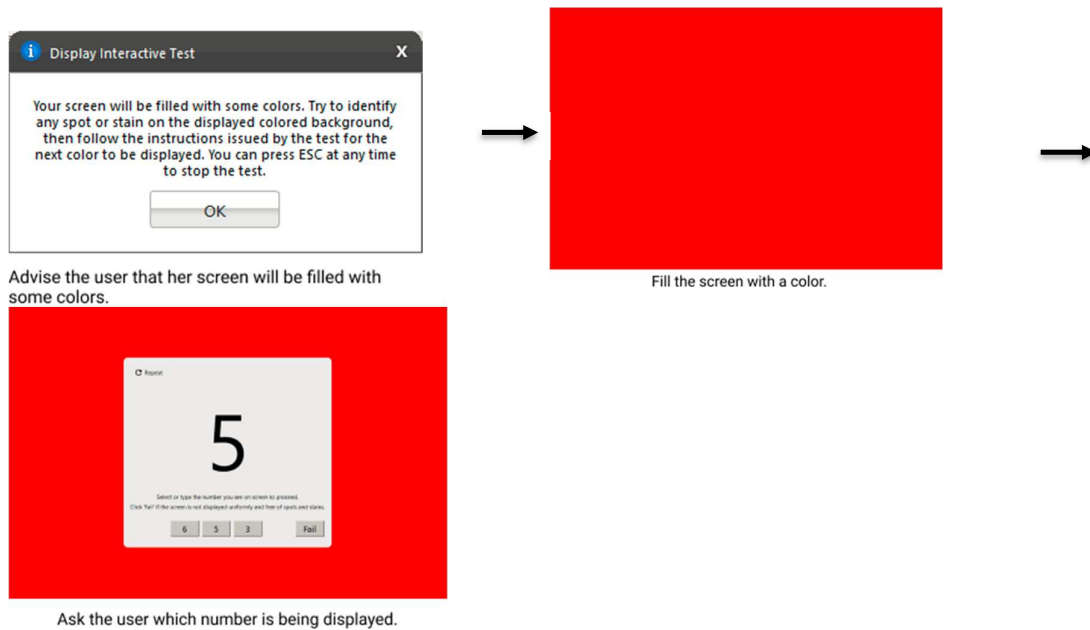 Display Interactive Test X
Your screen will be filled with some colors. Try to identify
any spot or stain on the displayed colored background,
then follow the instructions issued by the test for the
next color to be displayed. You can press ESC at any time
to stop the test.
OK
Advise the user that her screen will be filled with
some colors.
Fill the screen with a color.
Repeat
5
Select or type the number you see on screen to proceed.
Click 'Fail' if the screen is not displayed uniformly and free of spots and stains.
6 5 3 Fail
Ask the user which number is being displayed.